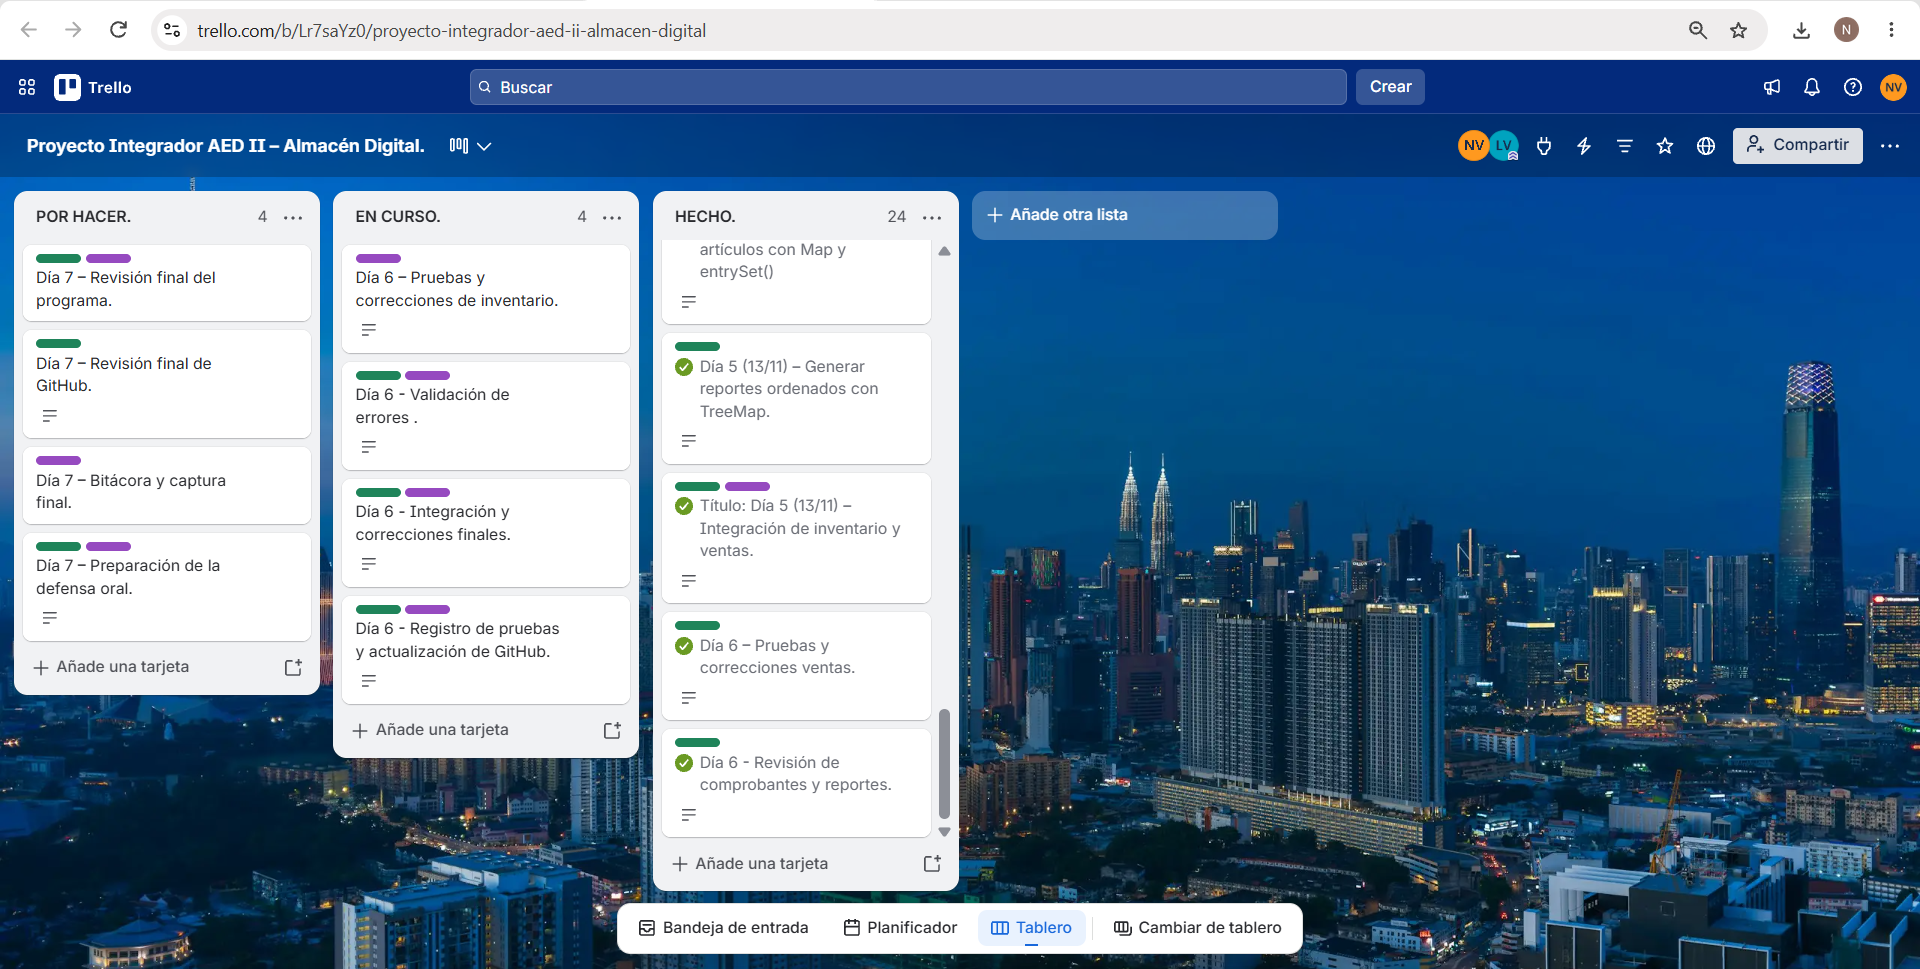 trello.com/b/Lr7saYz0/proyecto-integrador-aed-ii-almacen-digital
N
Trello
Buscar
Crear
NV
Proyecto Integrador AED II – Almacén Digital.
NV
LV
Compartir
POR HACER.
4
Día 7 – Revisión final del
programa.
Día 7 – Revisión final de
GitHub.
Día 7 – Bitácora y captura
final.
Día 7 – Preparación de la
defensa oral.
Añade una tarjeta
EN CURSO.
4
Día 6 – Pruebas y
correcciones de inventario.
Día 6 - Validación de
errores .
Día 6 - Integración y
correcciones finales.
Día 6 - Registro de pruebas
y actualización de GitHub.
Añade una tarjeta
HECHO.
24
artículos con Map y
entrySet()
Día 5 (13/11) – Generar
reportes ordenados con
TreeMap.
Título: Día 5 (13/11) –
Integración de inventario y
ventas.
Día 6 – Pruebas y
correcciones ventas.
Día 6 - Revisión de
comprobantes y reportes.
Añade una tarjeta
Añade otra lista
Bandeja de entrada
Planificador
Tablero
Cambiar de tablero